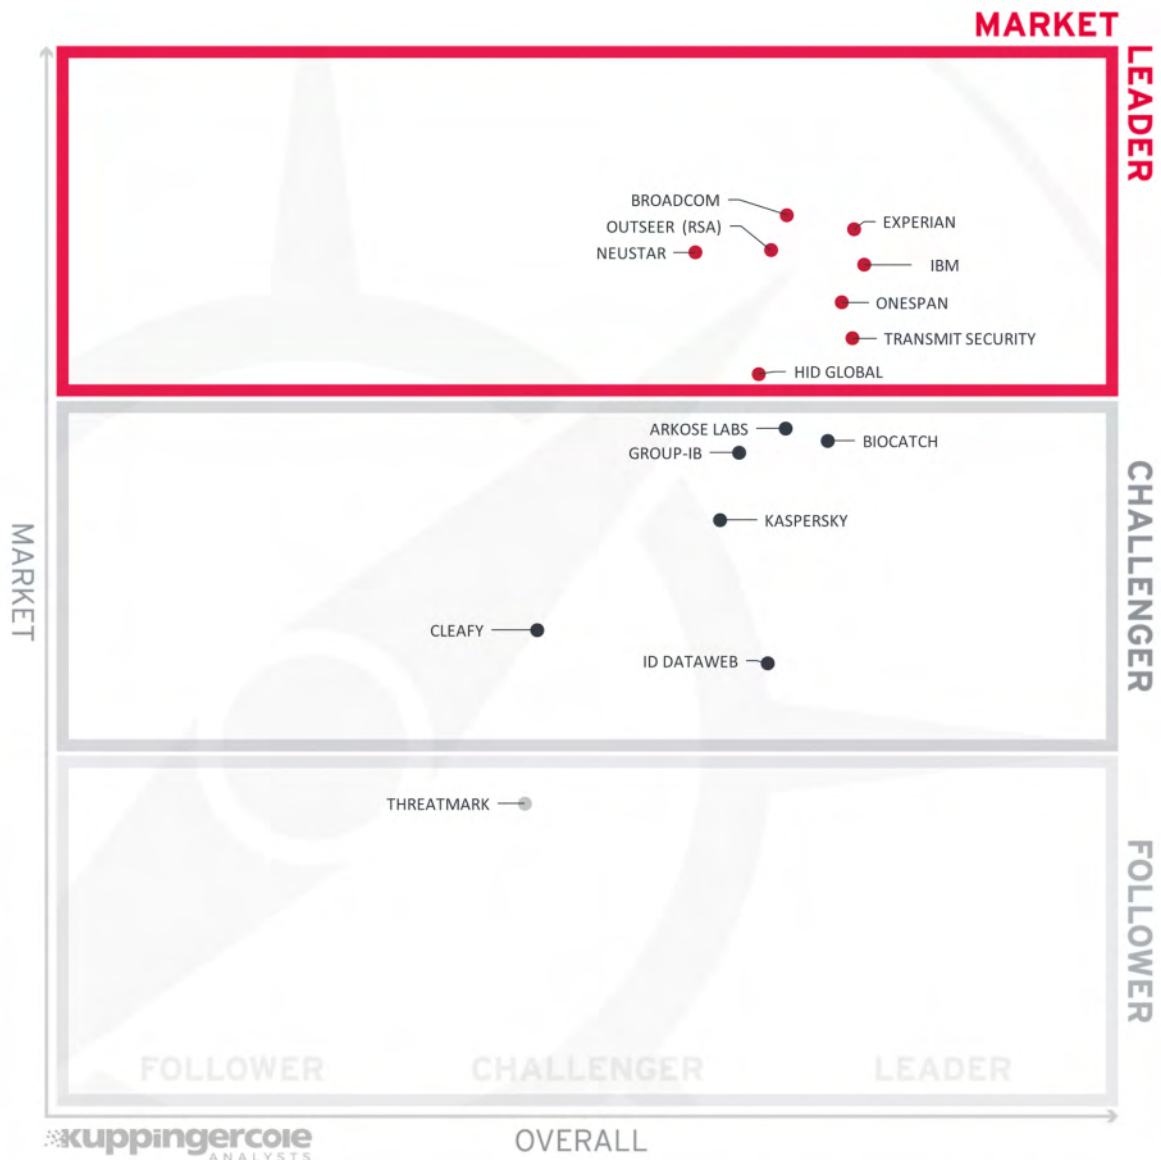 MARKET
LEADER
BROADCOM
EXPERIAN
OUTSEER (RSA)
NEUSTAR
IBM
ONESPAN
TRANSMIT SECURITY
HID GLOBAL
ARKOSE LABS
BIOCATCH
GROUP-IB
KASPERSKY
CHALLENGER
MARKET
CLEAFY
ID DATAWEB
THREATMARK
FOLLOWER
FOLLOWER CHALLENGER LEADER
kuppingercole
ANALYSTS
OVERALL